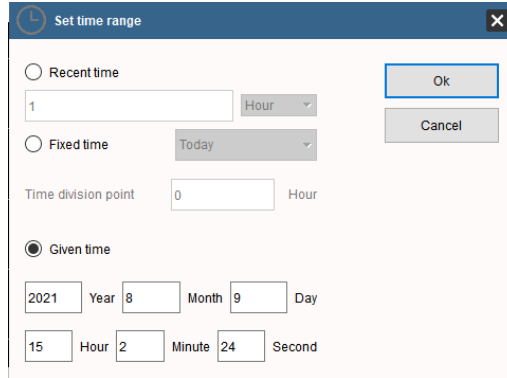 Set time range
Recent time
Ok
1 Hour
Cancel
Fixed time Today
Time division point 0 Hour
Given time
2021 Year 8 Month 9 Day
15 Hour 2 Minute 24 Second